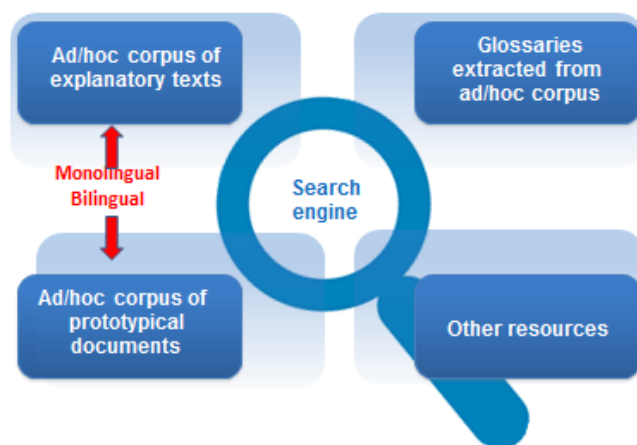 Ad/hoc corpus of
explanatory texts
Glossaries
extracted from
ad/hoc corpus
Monolingual
Bilingual
Search
engine
Ad/hoc corpus of
prototypical
documents
Other resources